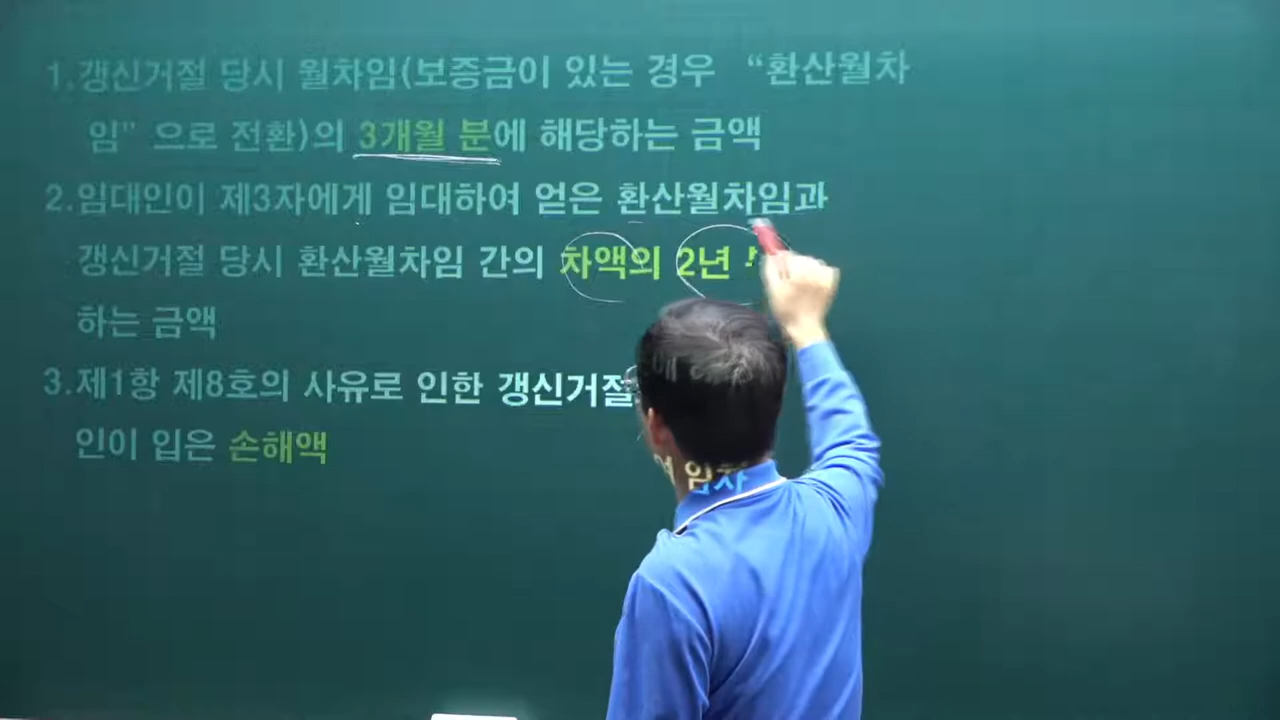 1.갱신거절 당시 월차임(보증금이 있는 경우 “환산월차
임”으로 전환)의 3개월 분에 해당하는 금액
2.임대인이 제3자에게 임대하여 얻은 환산월차임과
갱신거절 당시 환산월차임 간의 차액의 2년
하는 금액
3.제1항 제8호의 사유로 인한 갱신거절
인이 입은 손해액
임차